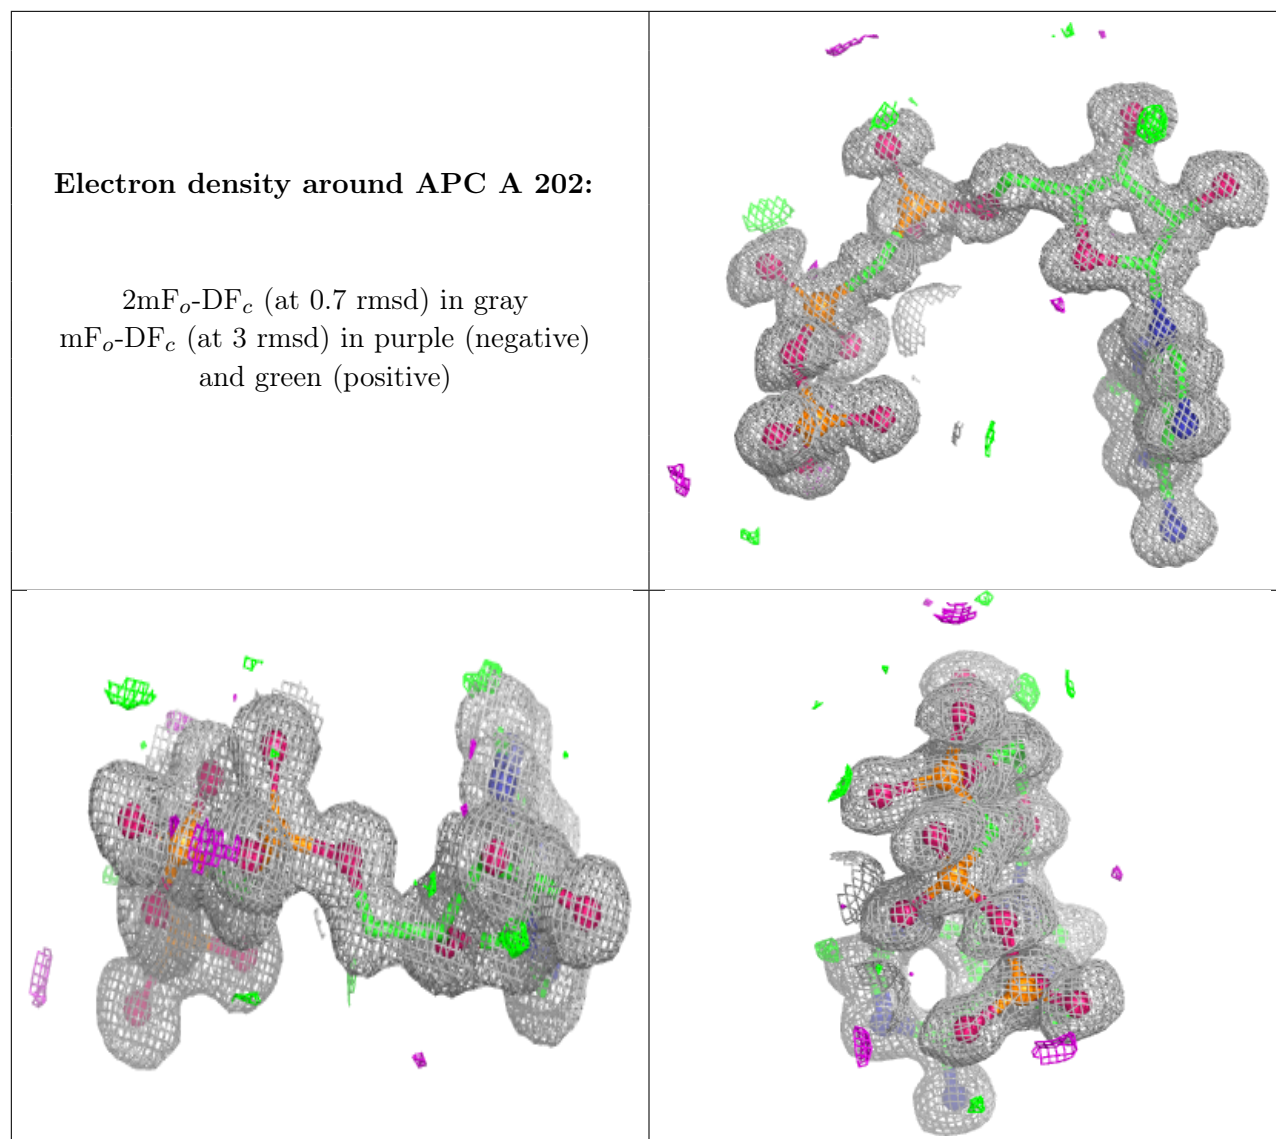 Electron density around APC A 202:
2mF𝑜-DF𝑐 (at 0.7 rmsd) in gray
mF𝑜-DF𝑐 (at 3 rmsd) in purple (negative)
and green (positive)